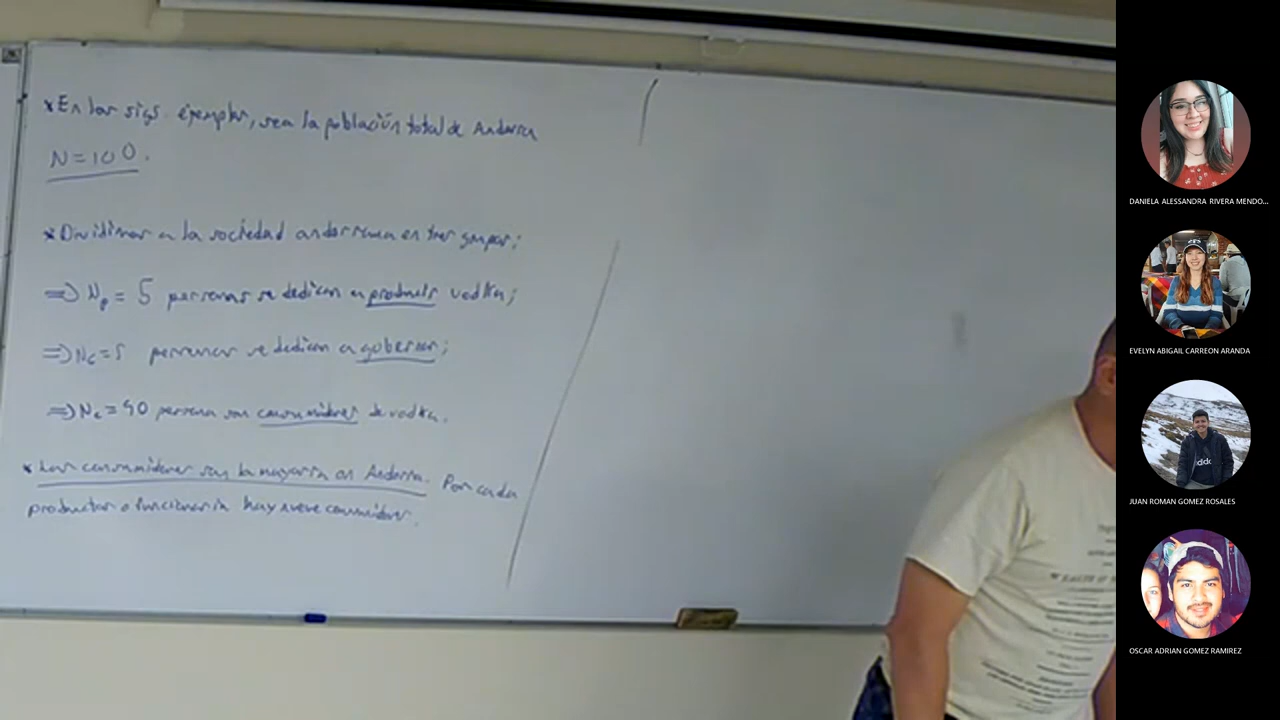 * En los sigs. ejemplos, sea la población total de Andorra
N = 100.
* Dividimos a la sociedad andorrana en tres grupos:
⇒ Np = 5 personas se dedican a producir vodka;
⇒ NG = 5 personas se dedican a gobernar;
⇒ Nc = 90 personas son consumidores de vodka.
* Los consumidores son la mayoría en Andorra. Por cada
productor o funcionario hay nueve consumidores.
DANIELA ALESSANDRA RIVERA MENDO...
EVELYN ABIGAIL CARREON ARANDA
JUAN ROMAN GOMEZ ROSALES
OSCAR ADRIAN GOMEZ RAMIREZ